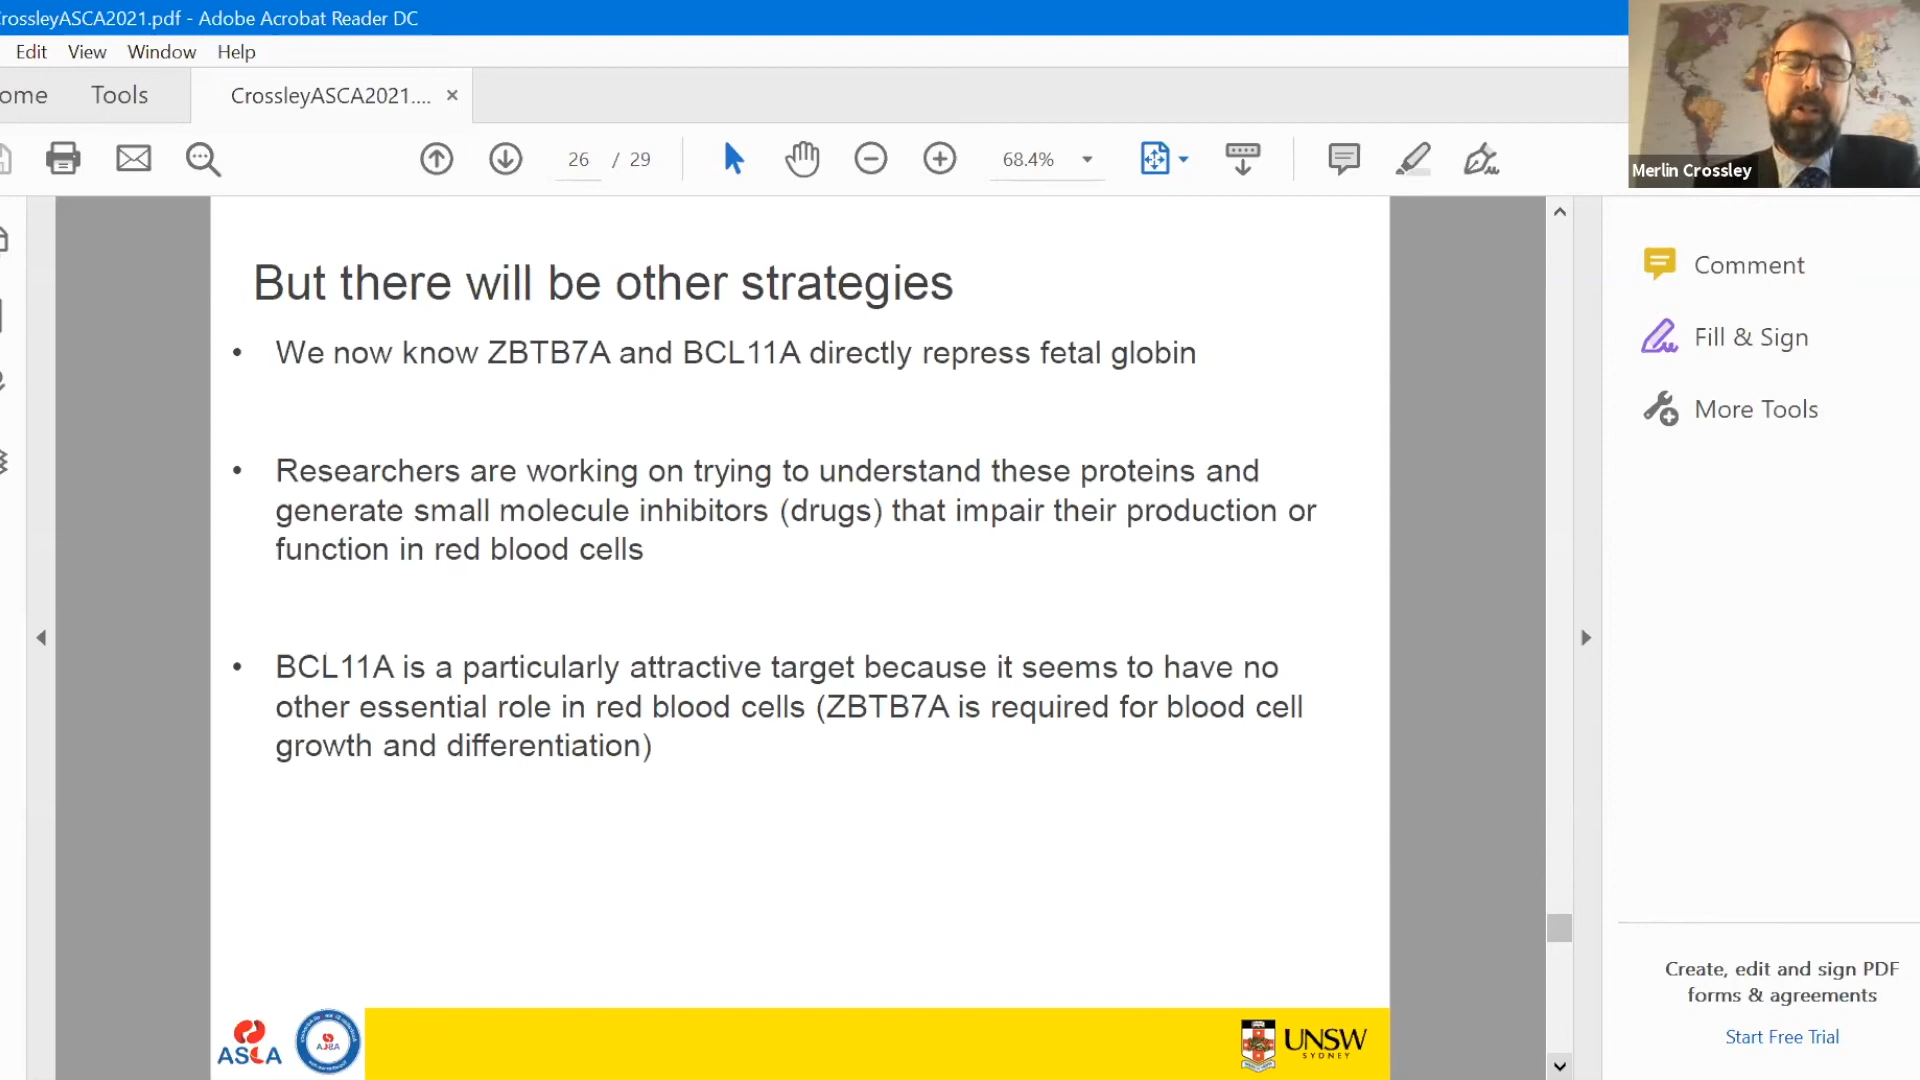 rossleyASCA2021.pdf - Adobe Acrobat Reader DC
Edit View Window Help
ome Tools CrossleyASCA2021....
26 / 29 68.4%
Merlin Crossley
But there will be other strategies
• We now know ZBTB7A and BCL11A directly repress fetal globin
• Researchers are working on trying to understand these proteins and
generate small molecule inhibitors (drugs) that impair their production or
function in red blood cells
• BCL11A is a particularly attractive target because it seems to have no
other essential role in red blood cells (ZBTB7A is required for blood cell
growth and differentiation)
Comment
Fill & Sign
More Tools
Create, edit and sign PDF
forms & agreements
Start Free Trial
ASCA
UNSW
SYDNEY